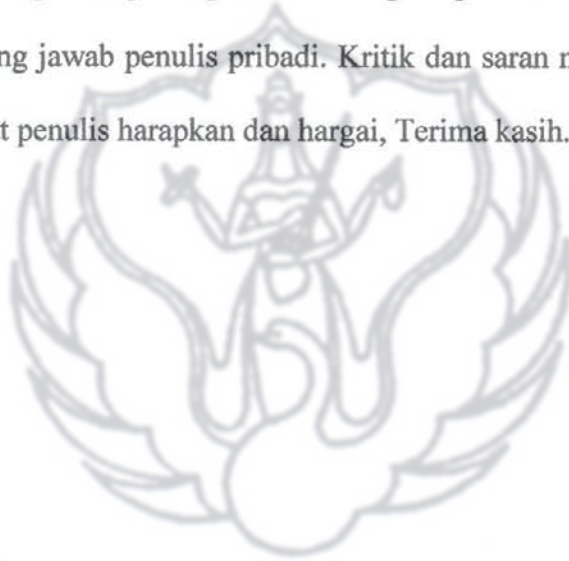 ng jawab penulis pribadi. Kritik dan saran
t penulis harapkan dan hargai, Terima kasih.